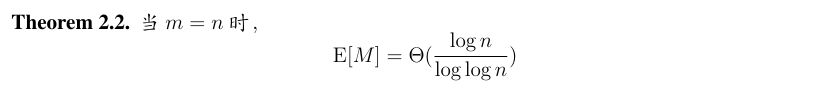 Theorem 2.2. 当 m = n 时,
E[M] = Θ(log n / log log n)